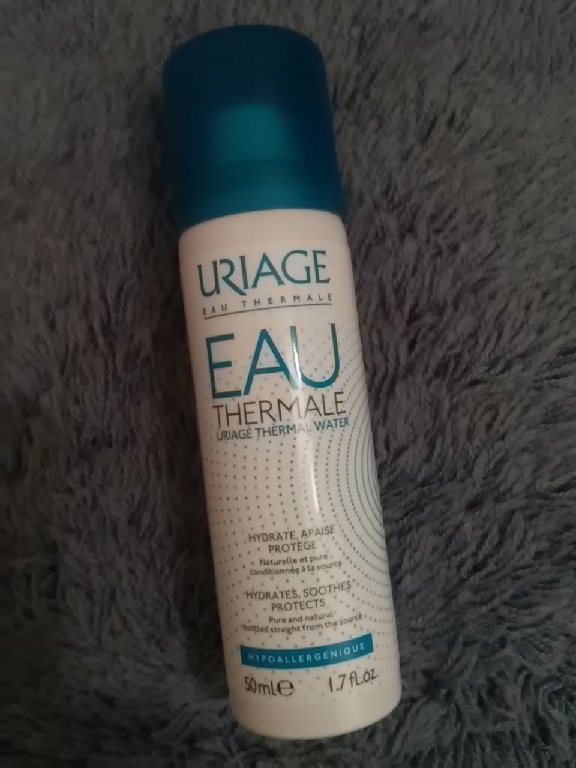 URIAGE
EAU THERMALE
EAU
THERMALE
URIAGE THERMAL WATER
HYDRATE, APAISE
PROTÈGE
Naturelle et pure
conditionnée à la source
HYDRATES, SOOTHES
PROTECTS
Pure and natural
bottled straight from the source
HYPOALLERGÉNIQUE
50ml℮ 1.7 fl.oz.